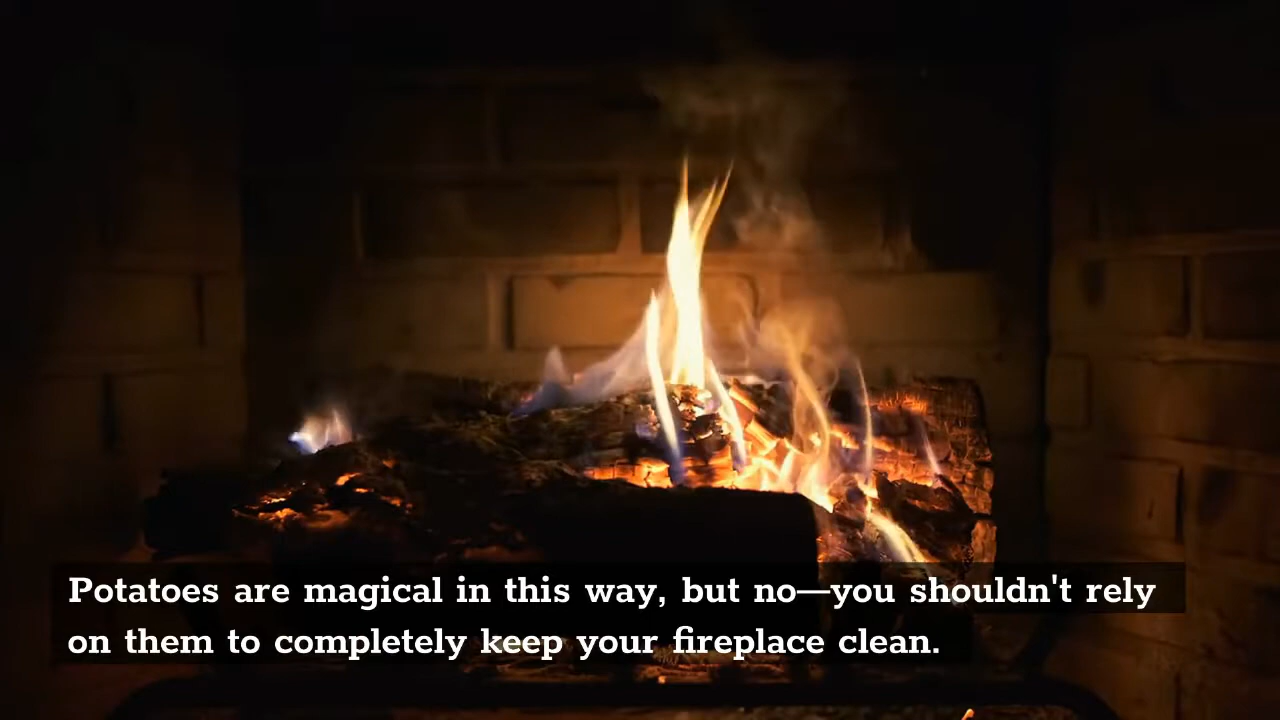 Potatoes are magical in this way, but no—you shouldn't rely
on them to completely keep your fireplace clean.